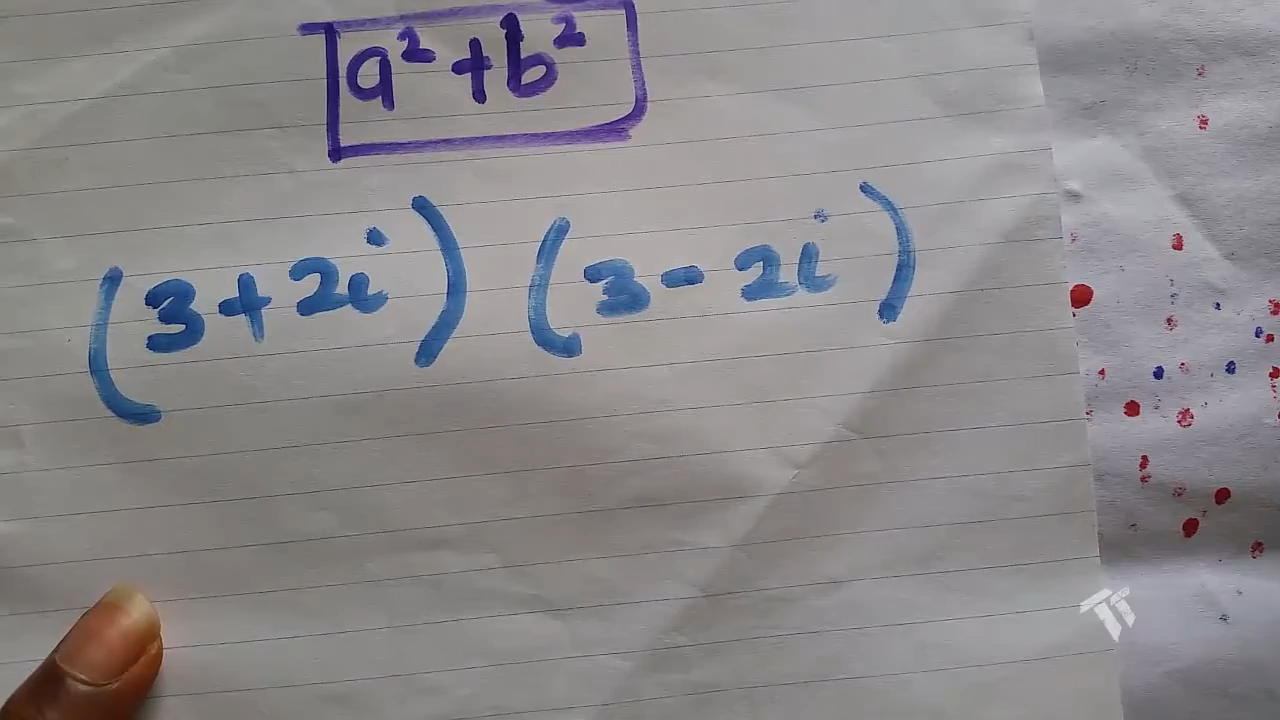 a² + b²
(3 + 2i) (3 - 2i)